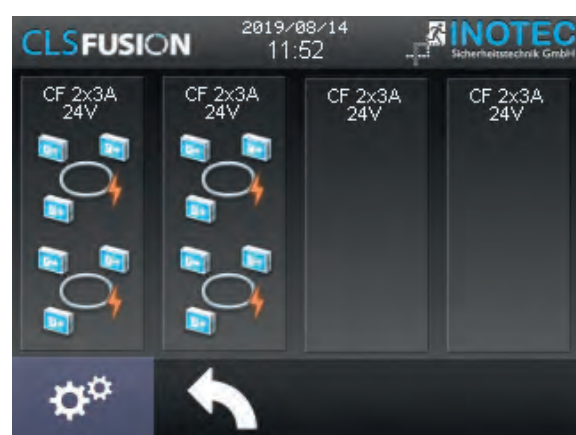 CLSFUSION
2019/08/14
11:52
INOTEC
Sicherheitstechnik GmbH
CF 2x3A
24V
CF 2x3A
24V
CF 2x3A
24V
CF 2x3A
24V